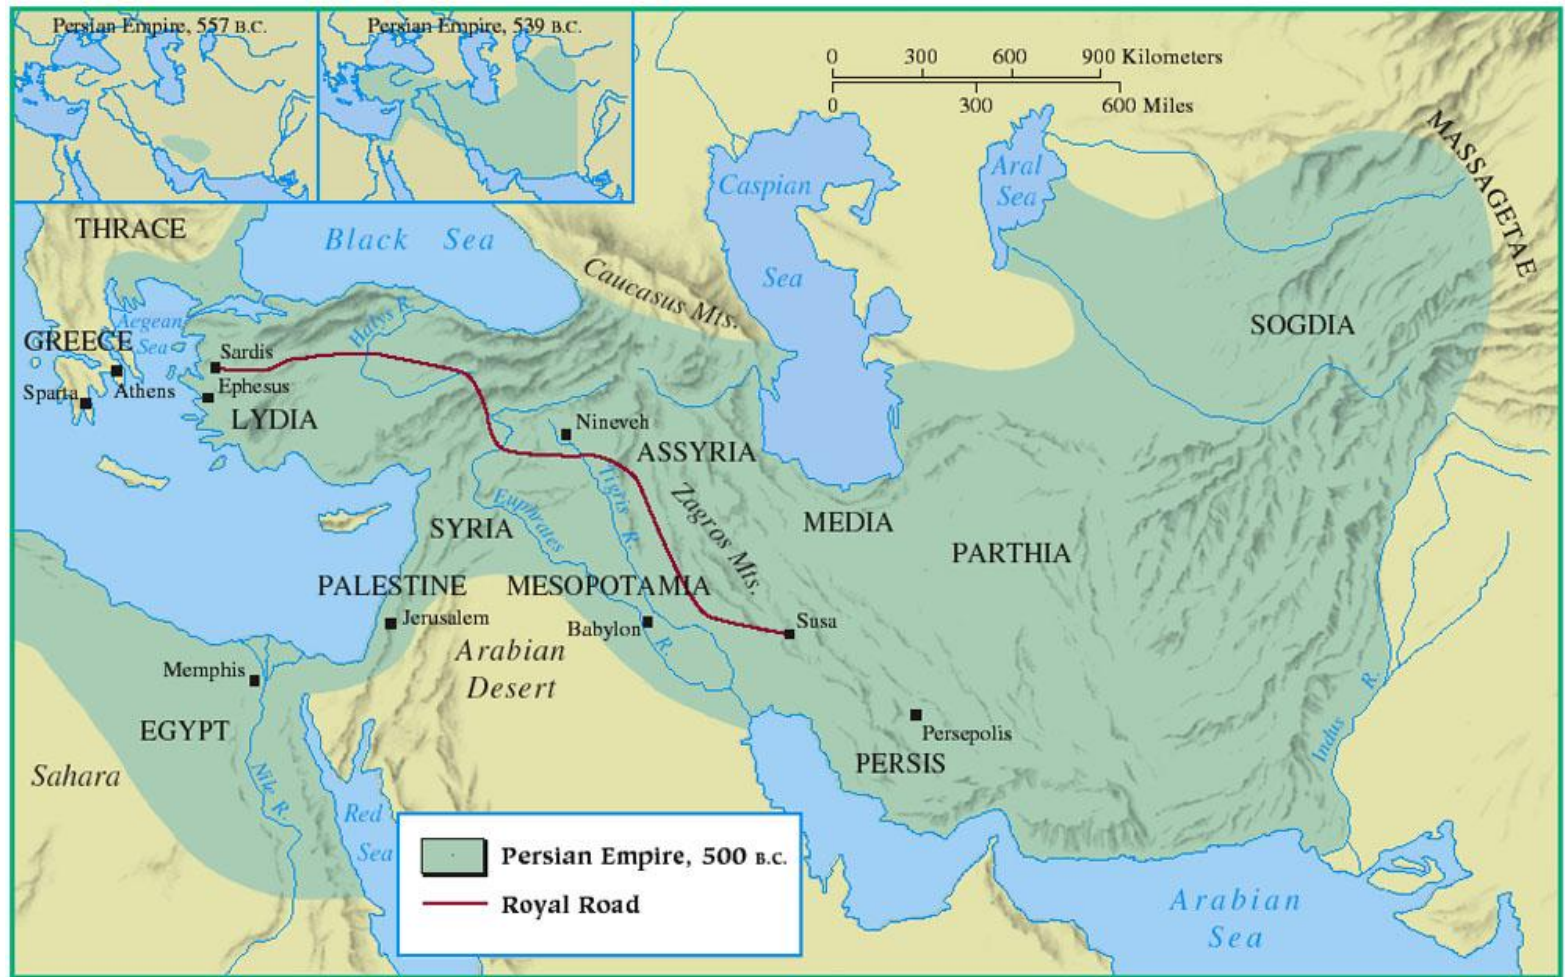 Persian Empire, 557 B.C.
Persian Empire, 539 B.C.
0 300 600 900 Kilometers
0 300 600 Miles
MASSAGETAE
Caspian
Sea
Aral
Sea
THRACE
Black Sea
Caucasus Mts.
SOGDIA
GREECE
Aegean
Sea
Halys R.
Sardis
Sparta
Athens
Ephesus
LYDIA
Nineveh
ASSYRIA
Tigris R.
Euphrates
R.
Zagros Mts.
SYRIA
MEDIA
PARTHIA
PALESTINE
MESOPOTAMIA
Jerusalem
Babylon
Susa
Arabian
Desert
Memphis
EGYPT
Persepolis
PERSIS
Indus R.
Sahara
Nile R.
Red
Sea
Persian Empire, 500 B.C.
Royal Road
Arabian
Sea